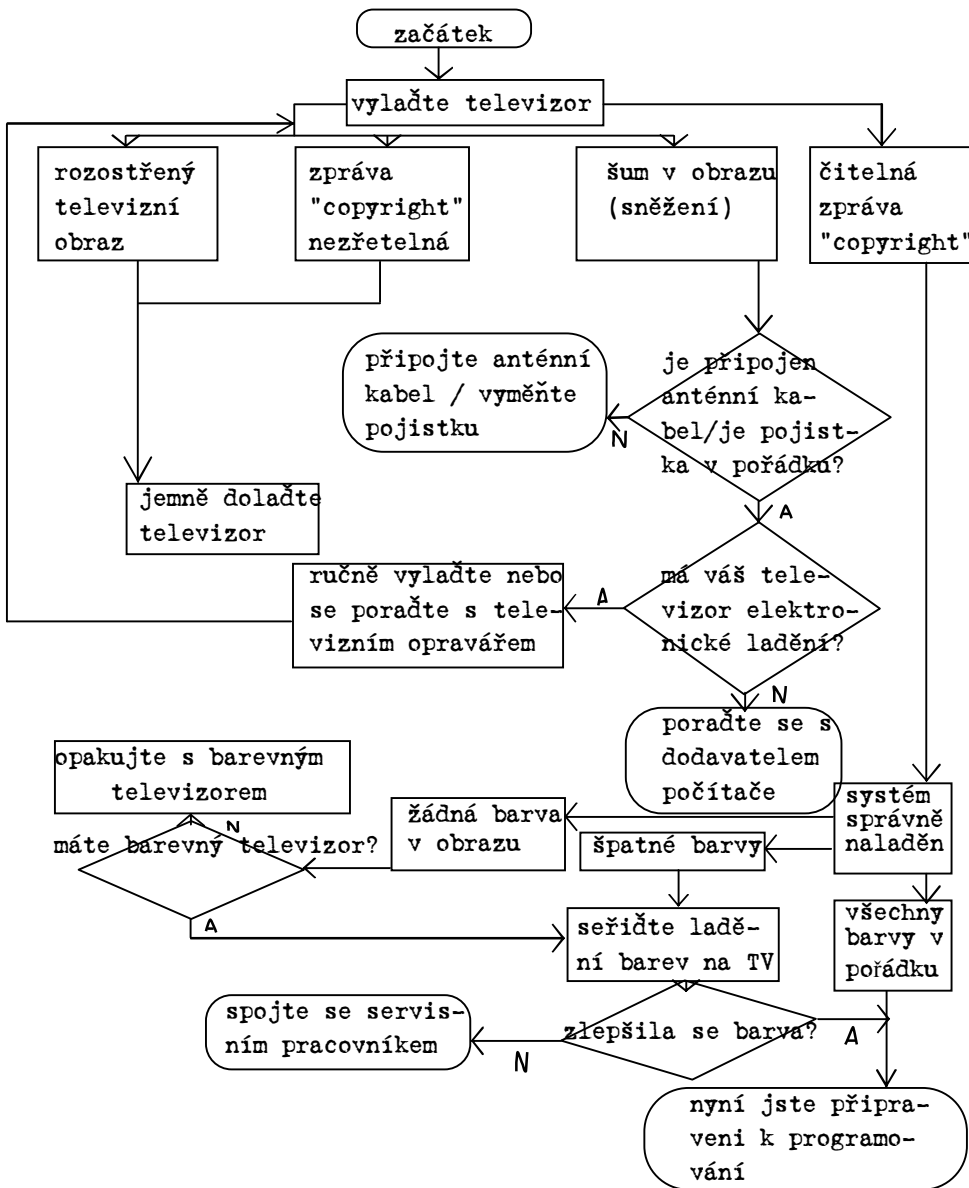 začátek
vylaďte televizor
rozostřený
televizní
obraz
zpráva
"copyright"
nezřetelná
šum v obrazu
(sněžení)
čitelná
zpráva
"copyright"
připojte anténní
kabel / vyměňte
pojistku
je připojen
anténní ka-
bel/je pojist-
ka v pořádku?
N
A
jemně dolaďte
televizor
ručně vylaďte nebo
se poraďte s tele-
vizním opravářem
A
má váš tele-
vizor elektro-
nické ladění?
N
poraďte se s
dodavatelem
počítače
opakujte s barevným
televizorem
N
máte barevný televizor?
A
žádná barva
v obrazu
špatné barvy
systém
správně
naladěn
seřiďte ladě-
ní barev na TV
všechny
barvy v
pořádku
spojte se servis-
ním pracovníkem
N
zlepšila se barva?
A
nyní jste připra-
veni k programo-
vání